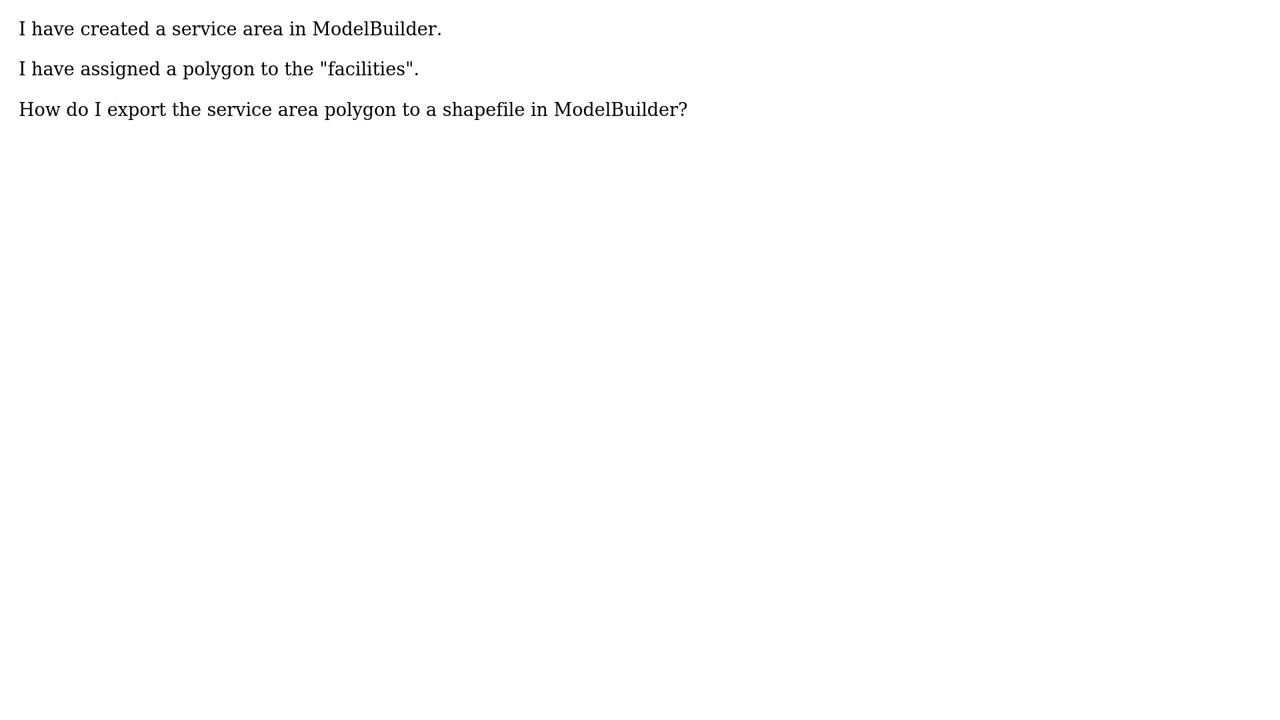 I have created a service area in ModelBuilder.
I have assigned a polygon to the "facilities".
How do I export the service area polygon to a shapefile in ModelBuilder?